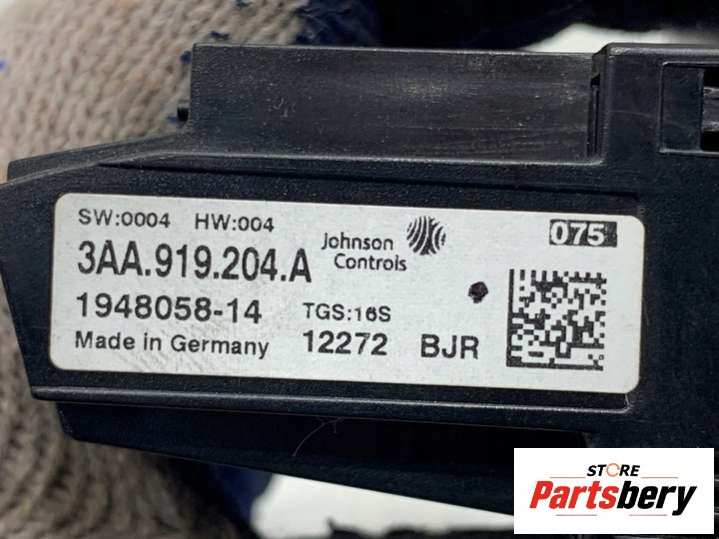 SW:0004 HW:004
Johnson Controls
075
3AA.919.204.A
1948058-14
TGS:16S
Made in Germany
12272 BJR
STORE
Partsbery